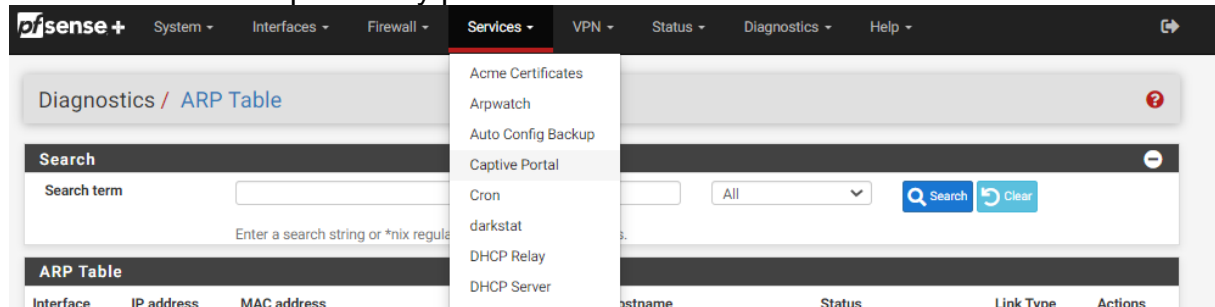 pfsense + System Interfaces Firewall Services VPN Status Diagnostics Help
Acme Certificates
Diagnostics / ARP Table
Arpwatch
Auto Config Backup
Search
Captive Portal
Search term
Cron
All
Search
Clear
darkstat
Enter a search string or *nix regula
s.
DHCP Relay
ARP Table
DHCP Server
Interface IP address MAC address ostname Status Link Type Actions